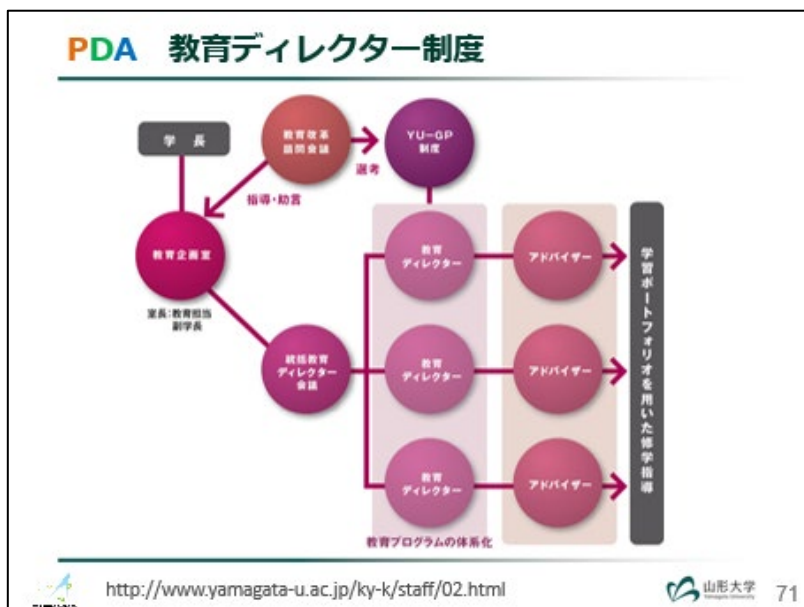 PDA 教育ディレクター制度
学 長
教育改革
諮問会議
選考
YU-GP
制度
指導・助言
教育企画室
室長:教育担当
副学長
統括教育
ディレクター
会議
教育
ディレクター
アドバイザー
教育
ディレクター
アドバイザー
教育
ディレクター
アドバイザー
学習ポートフォリオを用いた修学指導
教育プログラムの体系化
http://www.yamagata-u.ac.jp/ky-k/staff/02.html
山形大学
Yamagata University
71